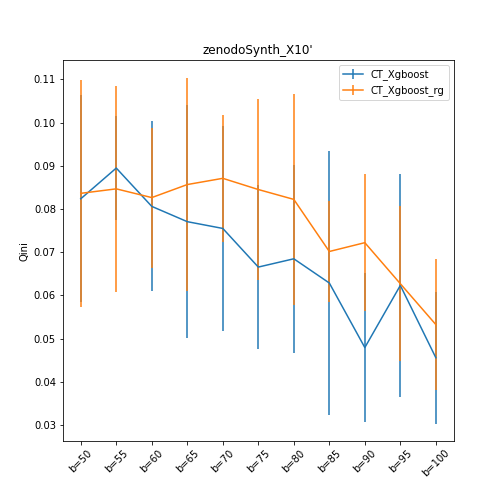 zenodoSynth_X10'
CT_Xgboost
CT_Xgboost_rg
Qini
0.11
0.10
0.09
0.08
0.07
0.06
0.05
0.04
0.03
b=50
b=55
b=60
b=65
b=70
b=75
b=80
b=85
b=90
b=95
b=100